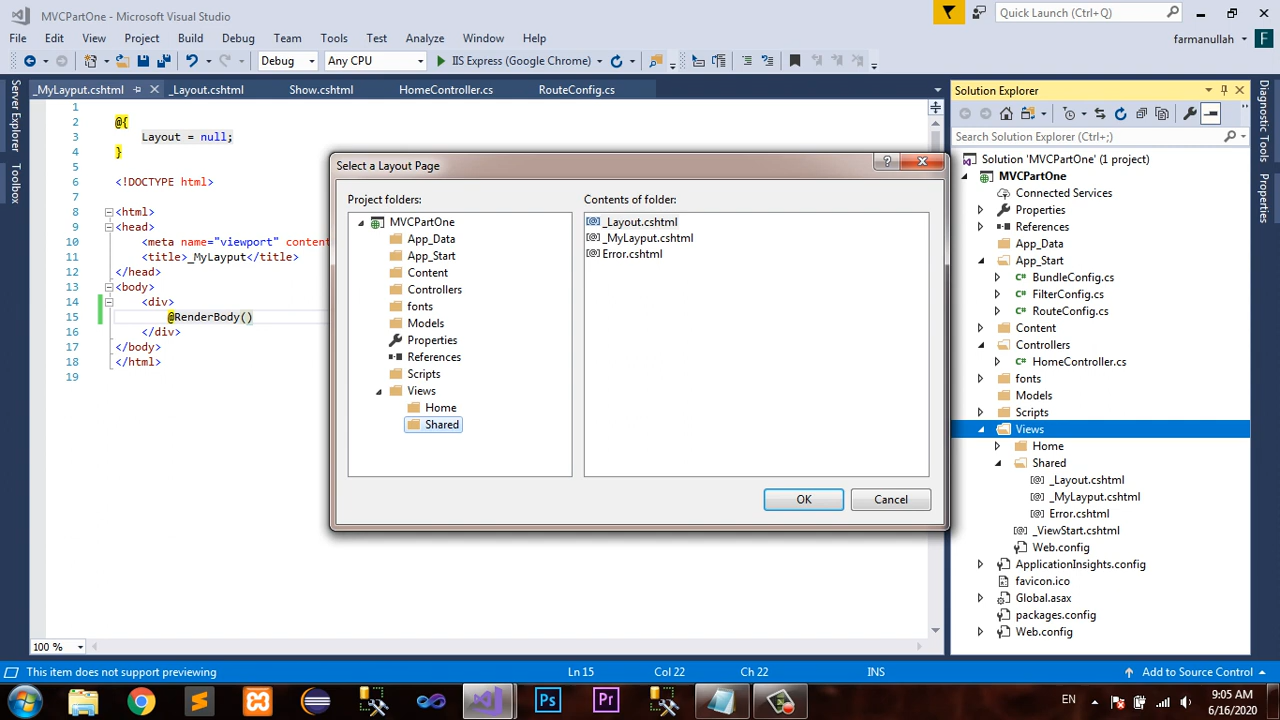 MVCPartOne - Microsoft Visual Studio
Quick Launch (Ctrl+Q)
File Edit View Project Build Debug Team Tools Test Analyze Window Help
farmanullah F
Debug Any CPU IIS Express (Google Chrome)
_MyLayput.cshtml _Layout.cshtml Show.cshtml HomeController.cs RouteConfig.cs
Server Explorer
Toolbox
1
2 @{
3 Layout = null;
4 }
5
6 <!DOCTYPE html>
7
8 <html>
9 <head>
10 <meta name="viewport" content
11 <title>_MyLayput</title>
12 </head>
13 <body>
14 <div>
15 @RenderBody()
16 </div>
17 </body>
18 </html>
19
100 %
Select a Layout Page
?
Project folders:
MVCPartOne
App_Data
App_Start
Content
Controllers
fonts
Models
Properties
References
Scripts
Views
Home
Shared
Contents of folder:
_Layout.cshtml
_MyLayput.cshtml
Error.cshtml
OK Cancel
Solution Explorer
Search Solution Explorer (Ctrl+;)
Solution 'MVCPartOne' (1 project)
MVCPartOne
Connected Services
Properties
References
App_Data
App_Start
BundleConfig.cs
FilterConfig.cs
RouteConfig.cs
Content
Controllers
HomeController.cs
fonts
Models
Scripts
Views
Home
Shared
_Layout.cshtml
_MyLayput.cshtml
Error.cshtml
_ViewStart.cshtml
Web.config
ApplicationInsights.config
favicon.ico
Global.asax
packages.config
Web.config
Diagnostic Tools
Properties
This item does not support previewing Ln 15 Col 22 Ch 22 INS Add to Source Control
Ps Pr
EN
9:05 AM
6/16/2020